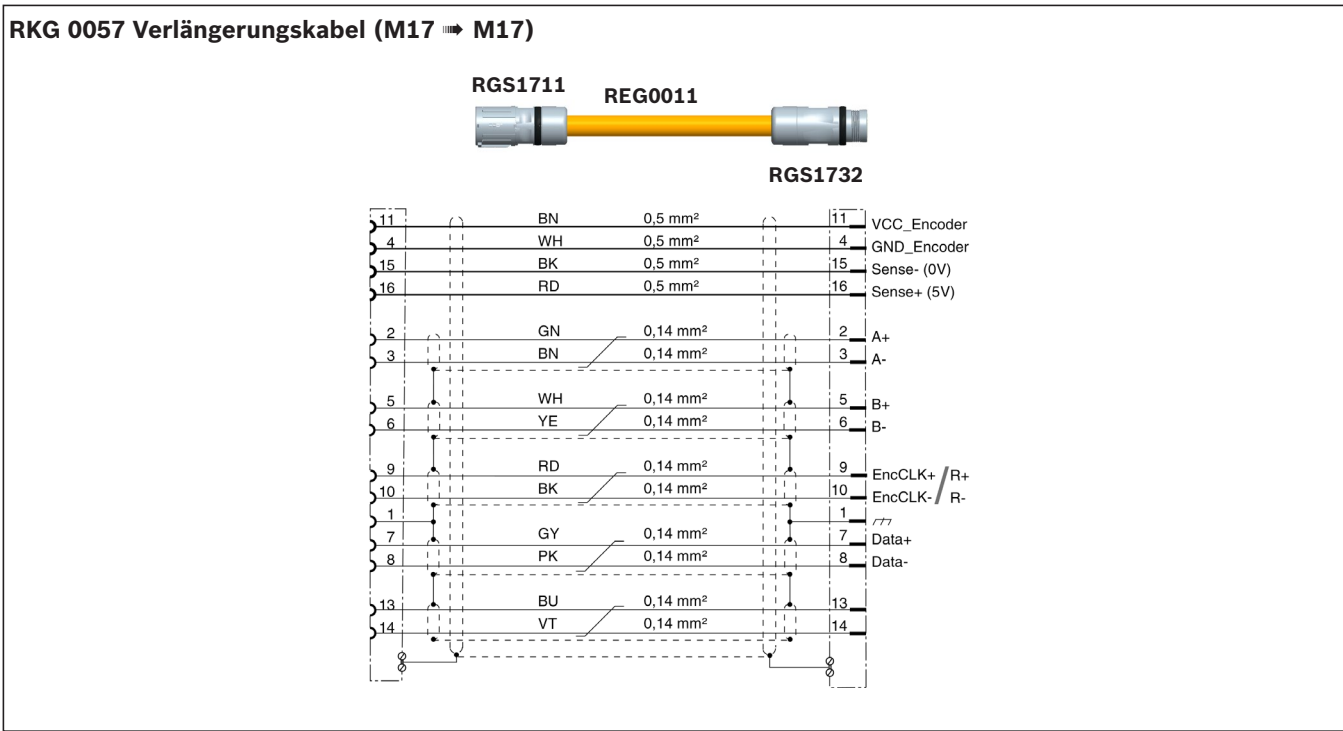 RKG 0057 Verlängerungskabel (M17 ➠ M17)
RGS1711
REG0011
RGS1732
11 BN 0,5 mm² 11 VCC_Encoder
4 WH 0,5 mm² 4 GND_Encoder
15 BK 0,5 mm² 15 Sense- (0V)
16 RD 0,5 mm² 16 Sense+ (5V)
2 GN 0,14 mm² 2 A+
3 BN 0,14 mm² 3 A-
5 WH 0,14 mm² 5 B+
6 YE 0,14 mm² 6 B-
9 RD 0,14 mm² 9 EncCLK+ / R+
10 BK 0,14 mm² 10 EncCLK- / R-
1 1
7 GY 0,14 mm² 7 Data+
8 PK 0,14 mm² 8 Data-
13 BU 0,14 mm² 13
14 VT 0,14 mm² 14